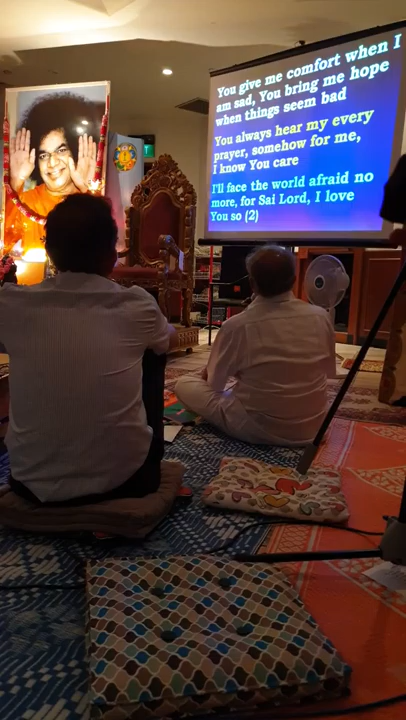 You give me comfort when I
am sad, You bring me hope
when things seem bad
You always hear my every
prayer, somehow for me,
I know You care
I'll face the world afraid no
more, for Sai Lord, I love
You so (2)